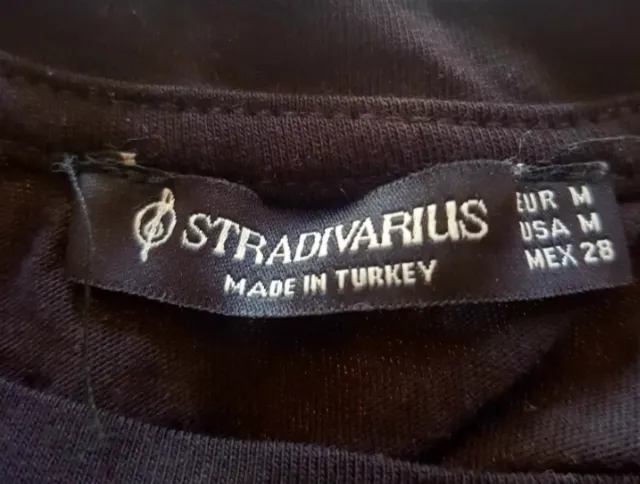 STRADIVARIUS
MADE IN TURKEY
EUR M
USA M
MEX 28